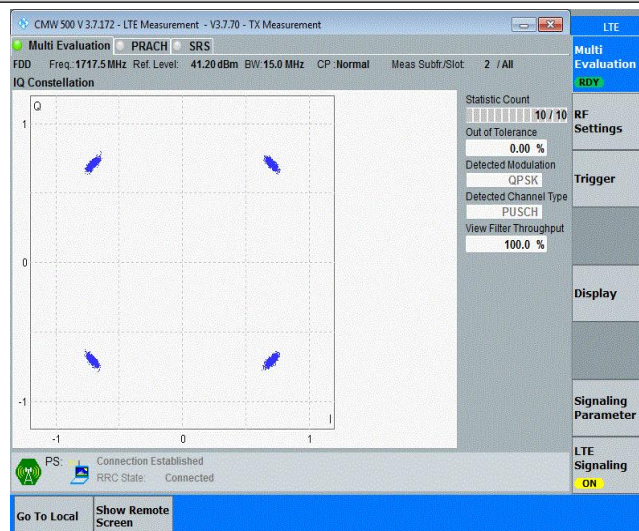 CMW 500 V 3.7.172 - LTE Measurement - V3.7.70 - TX Measurement
LTE
Multi Evaluation PRACH SRS
Multi
Evaluation
RDY
FDD Freq.: 1717.5 MHz Ref. Level: 41.20 dBm BW: 15.0 MHz CP : Normal Meas Subfr./Slot: 2 / All
IQ Constellation
Q
1
0
-1
I
-1 0 1
Statistic Count
10 / 10
Out of Tolerance
0.00 %
Detected Modulation
QPSK
Detected Channel Type
PUSCH
View Filter Throughput
100.0 %
RF
Settings
Trigger
Display
Signaling
Parameter
LTE
Signaling
ON
PS: Connection Established
RRC State: Connected
Go To Local
Show Remote
Screen